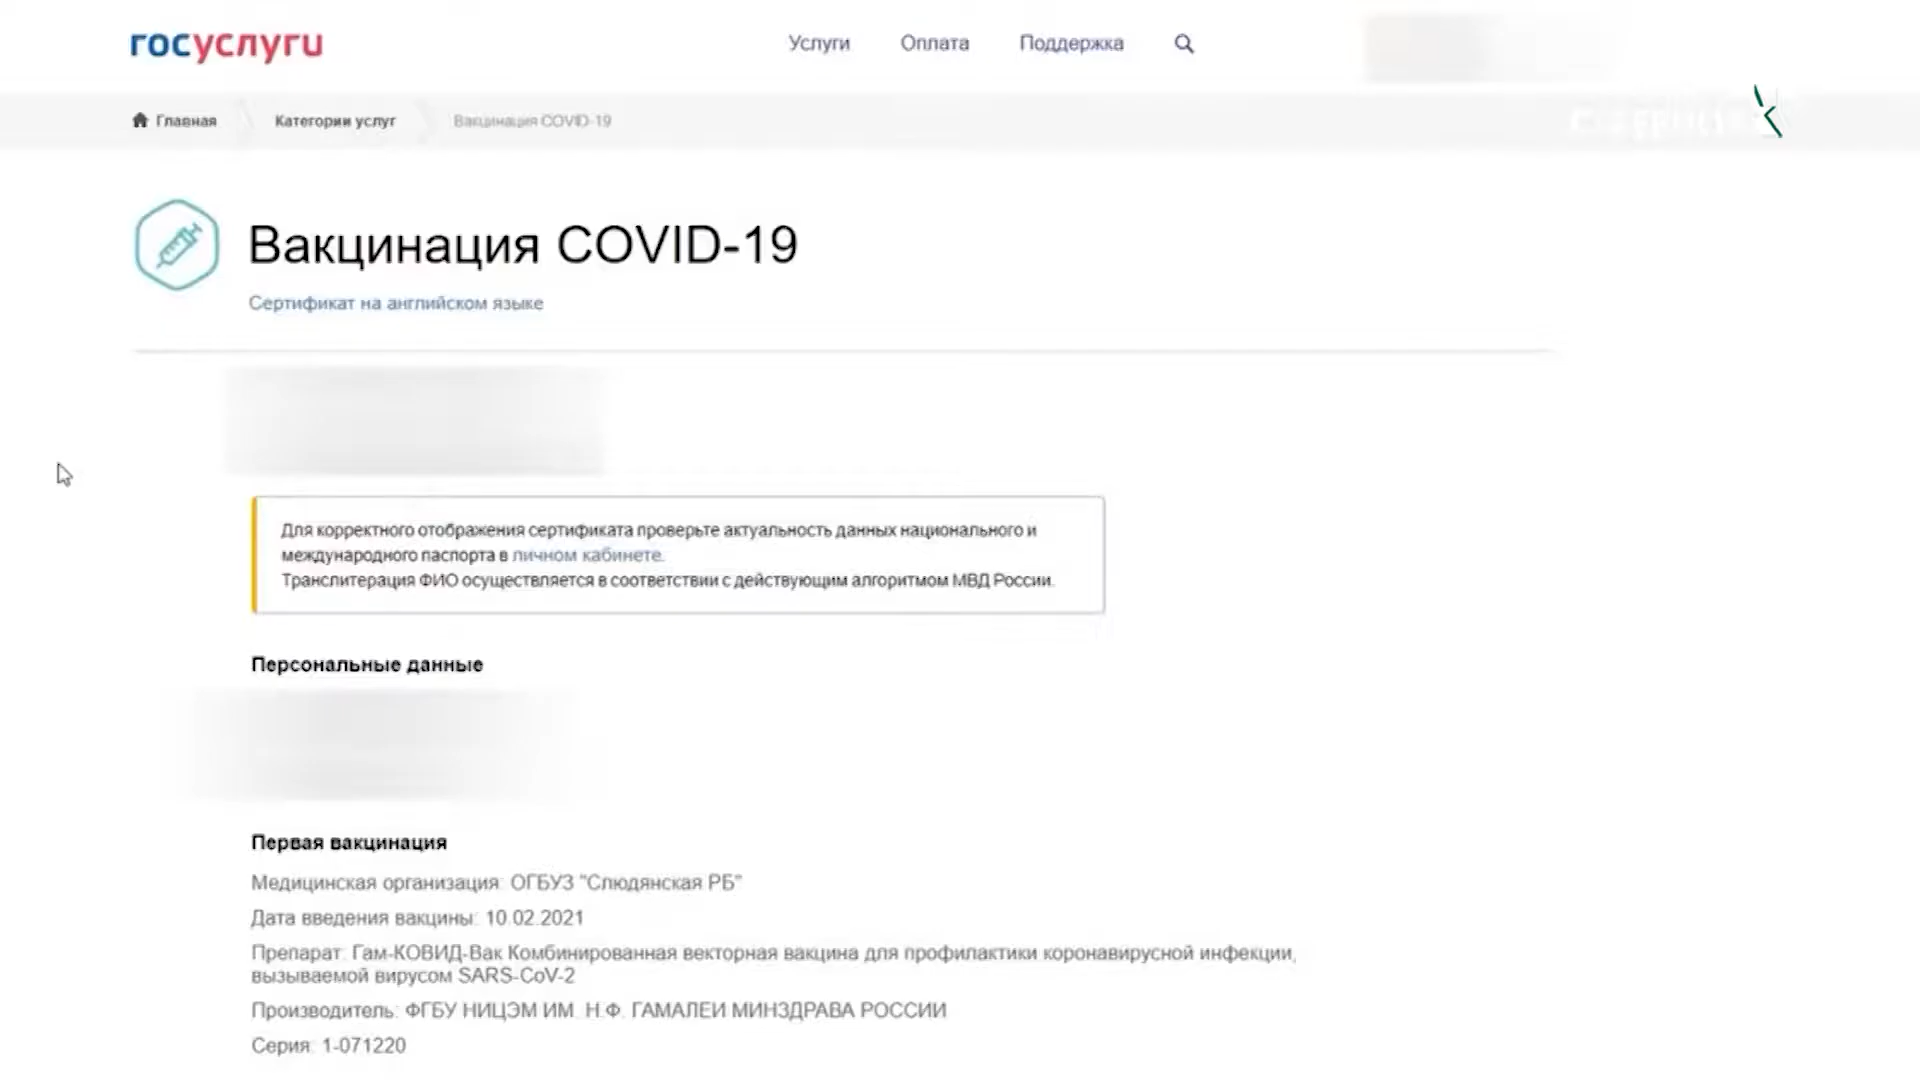 госуслуги
Услуги Оплата Поддержка
Главная Категории услуг Вакцинация COVID-19
Вакцинация COVID-19
Сертификат на английском языке
Для корректного отображения сертификата проверьте актуальность данных национального и
международного паспорта в личном кабинете.
Транслитерация ФИО осуществляется в соответствии с действующим алгоритмом МВД России.
Персональные данные
Первая вакцинация
Медицинская организация: ОГБУЗ "Слюдянская РБ"
Дата введения вакцины: 10.02.2021
Препарат: Гам-КОВИД-Вак Комбинированная векторная вакцина для профилактики коронавирусной инфекции,
вызываемой вирусом SARS-CoV-2
Производитель: ФГБУ НИЦЭМ ИМ. Н.Ф. ГАМАЛЕИ МИНЗДРАВА РОССИИ
Серия: 1-071220